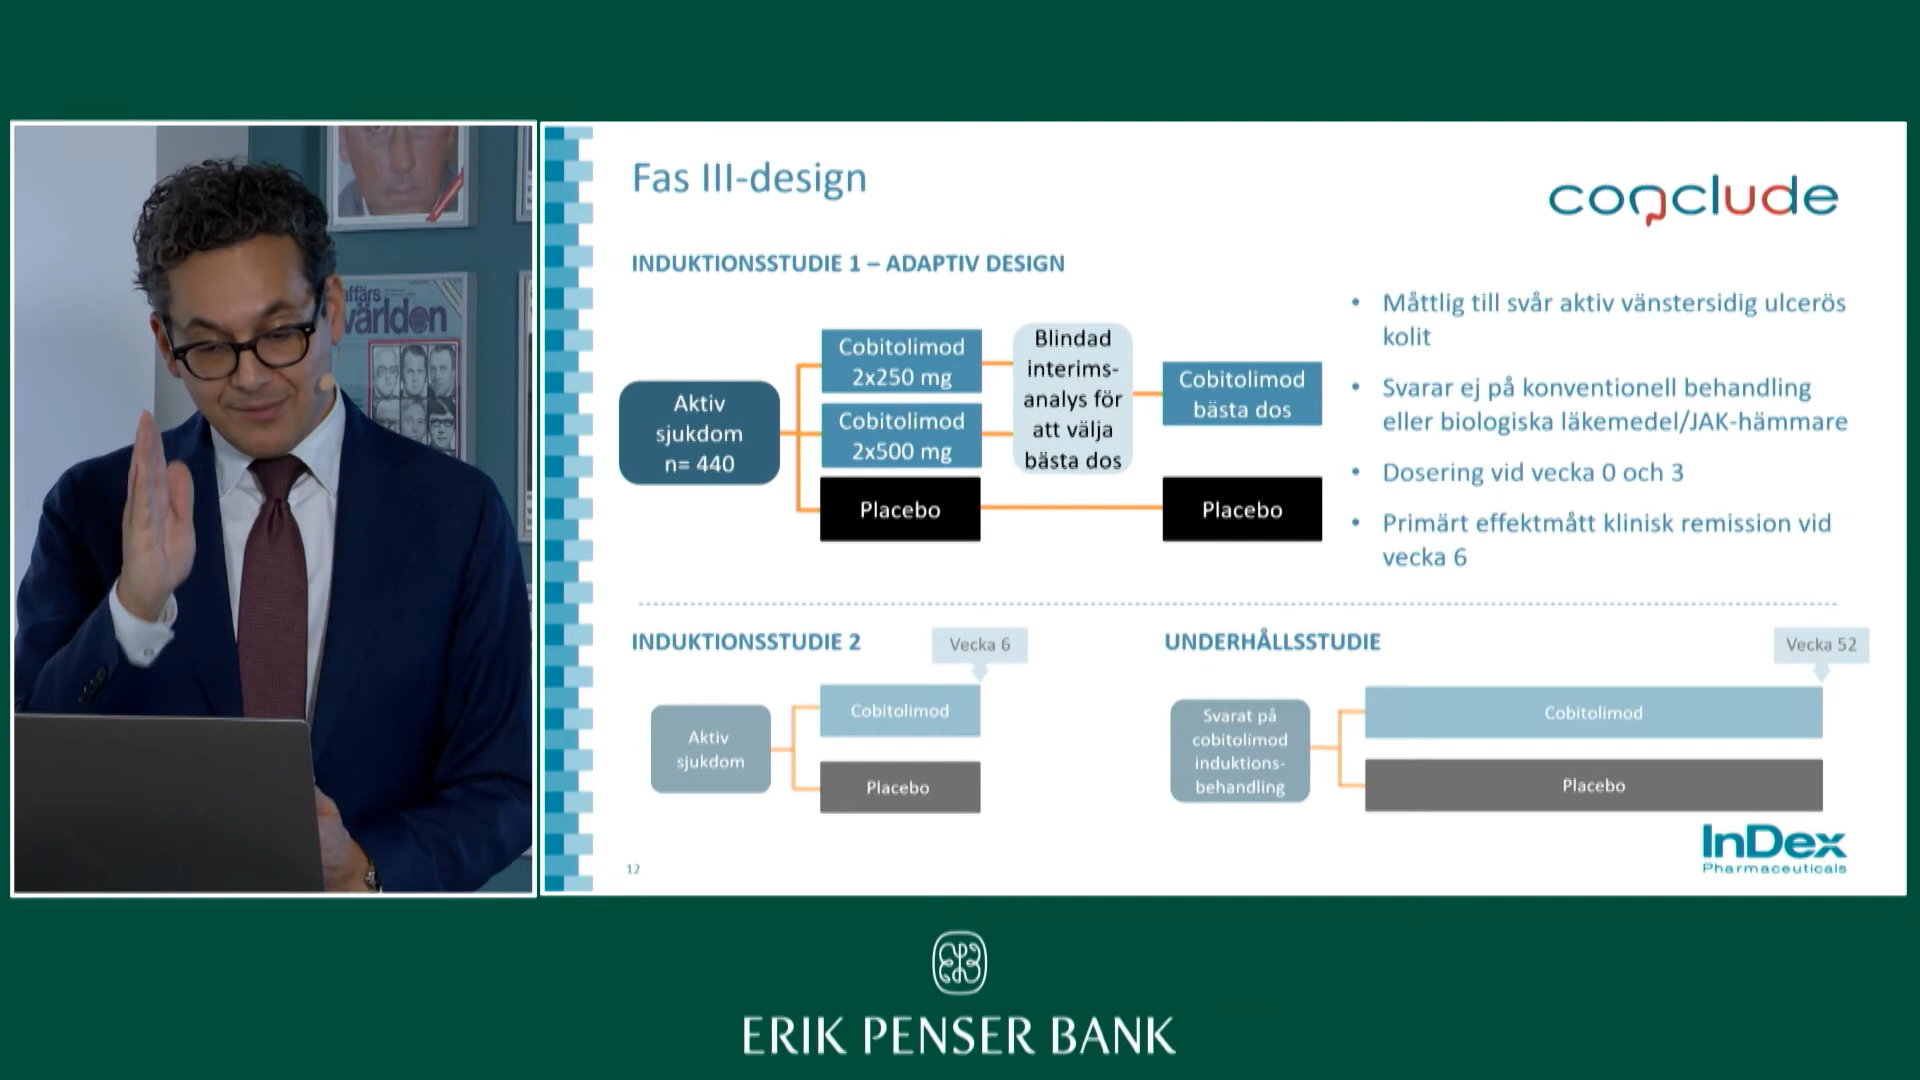 affärs
världen
Fas III-design
conclude
INDUKTIONSSTUDIE 1 – ADAPTIV DESIGN
Aktiv
sjukdom
n= 440
Cobitolimod
2x250 mg
Cobitolimod
2x500 mg
Placebo
Blindad
interims-
analys för
att välja
bästa dos
Cobitolimod
bästa dos
Placebo
• Måttlig till svår aktiv vänstersidig ulcerös
kolit
• Svarar ej på konventionell behandling
eller biologiska läkemedel/JAK-hämmare
• Dosering vid vecka 0 och 3
• Primärt effektmått klinisk remission vid
vecka 6
INDUKTIONSSTUDIE 2
Vecka 6
Aktiv
sjukdom
Cobitolimod
Placebo
UNDERHÅLLSSTUDIE
Vecka 52
Svarat på
cobitolimod
induktions-
behandling
Cobitolimod
Placebo
12
InDex
Pharmaceuticals
ERIK PENSER BANK